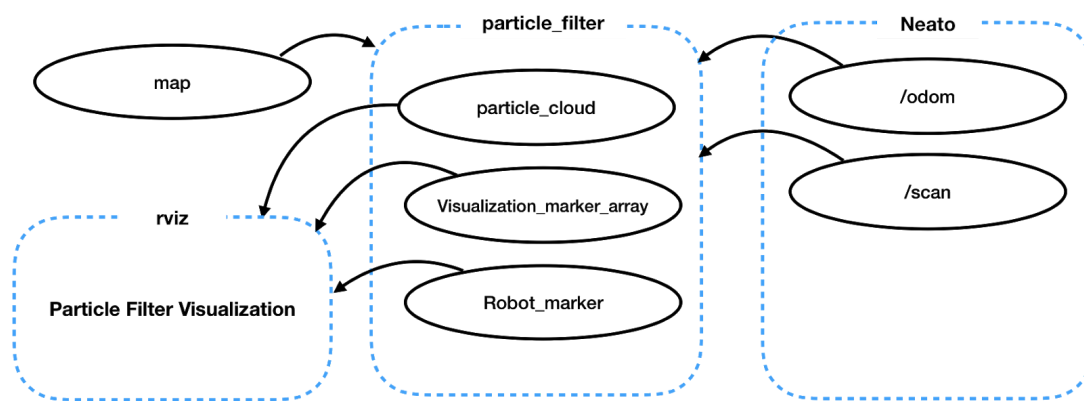 particle_filter
Neato
map
/odom
particle_cloud
/scan
Visualization_marker_array
rviz
Robot_marker
Particle Filter Visualization